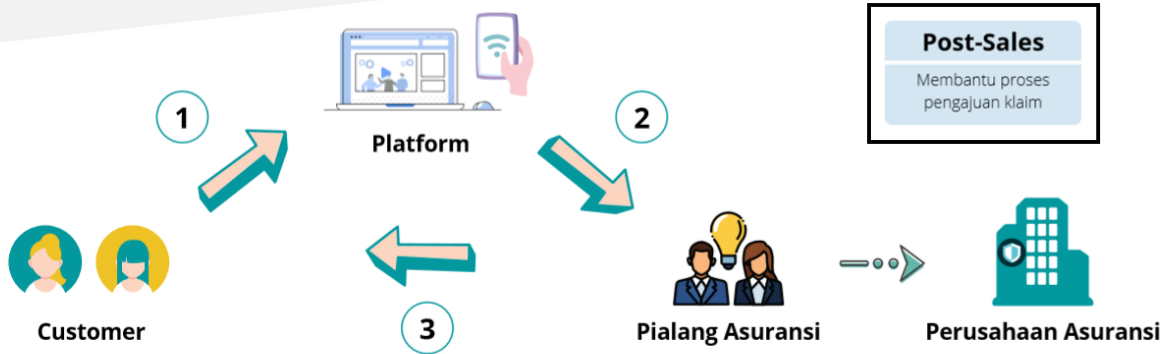 Post-Sales
Membantu proses
pengajuan klaim
1
2
Platform
Customer
3
Pialang Asuransi
Perusahaan Asuransi